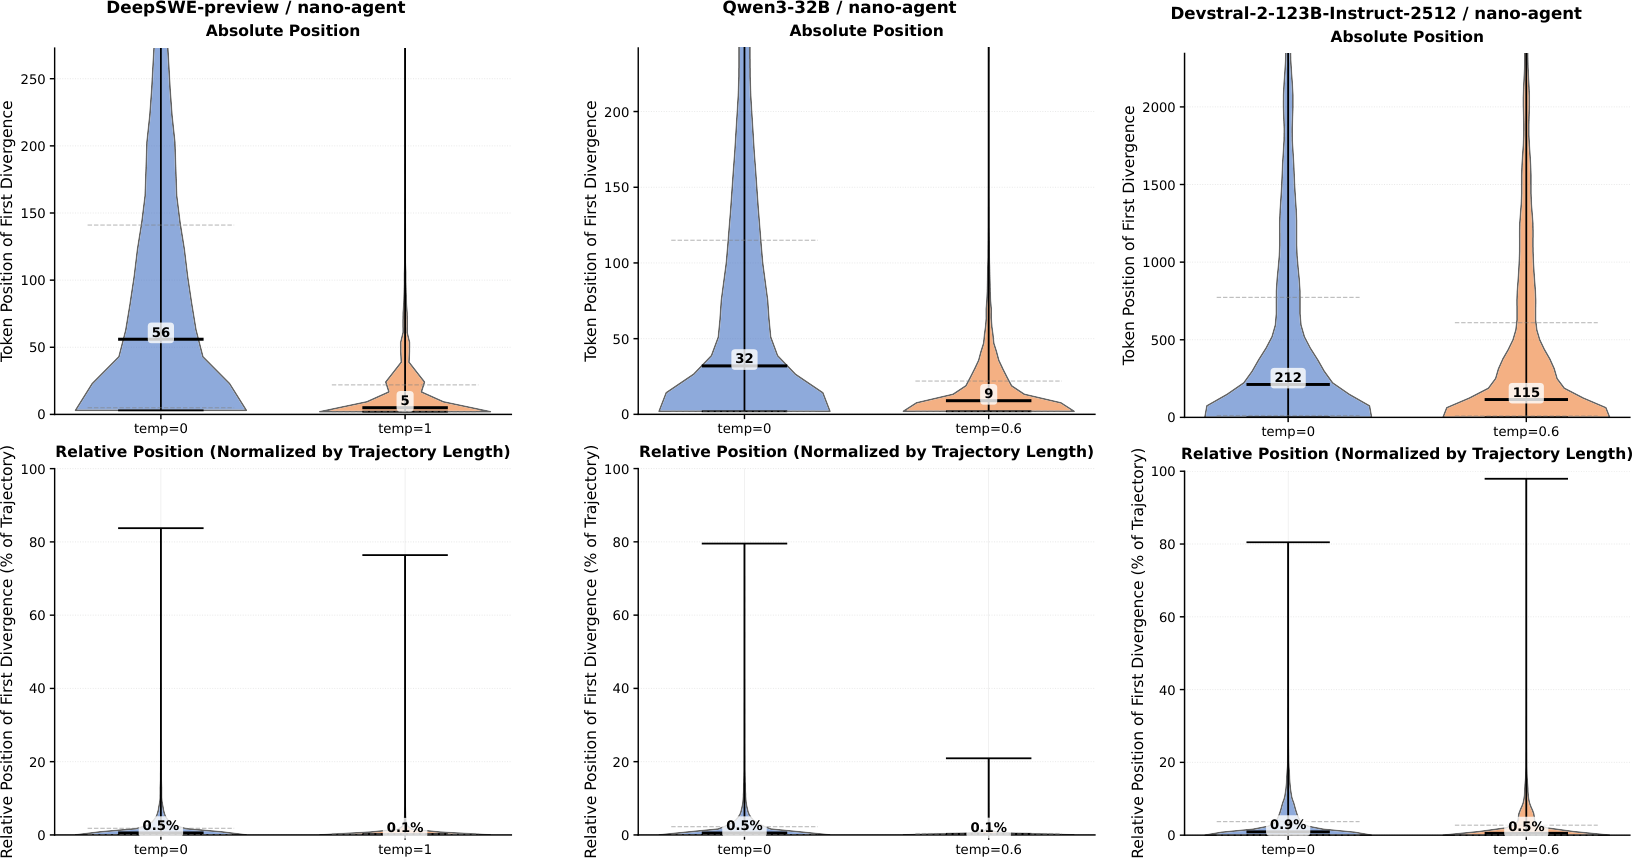 DeepSWE-preview / nano-agent
Absolute Position
Token Position of First Divergence
250
200
150
100
50
0
56
5
temp=0
temp=1
Qwen3-32B / nano-agent
Absolute Position
Token Position of First Divergence
200
150
100
50
0
32
9
temp=0
temp=0.6
Devstral-2-123B-Instruct-2512 / nano-agent
Absolute Position
Token Position of First Divergence
2000
1500
1000
500
0
212
115
temp=0
temp=0.6
Relative Position (Normalized by Trajectory Length)
Relative Position of First Divergence (% of Trajectory)
100
80
60
40
20
0
0.5%
0.1%
temp=0
temp=1
Relative Position (Normalized by Trajectory Length)
Relative Position of First Divergence (% of Trajectory)
100
80
60
40
20
0
0.5%
0.1%
temp=0
temp=0.6
Relative Position (Normalized by Trajectory Length)
Relative Position of First Divergence (% of Trajectory)
100
80
60
40
20
0
0.9%
0.5%
temp=0
temp=0.6